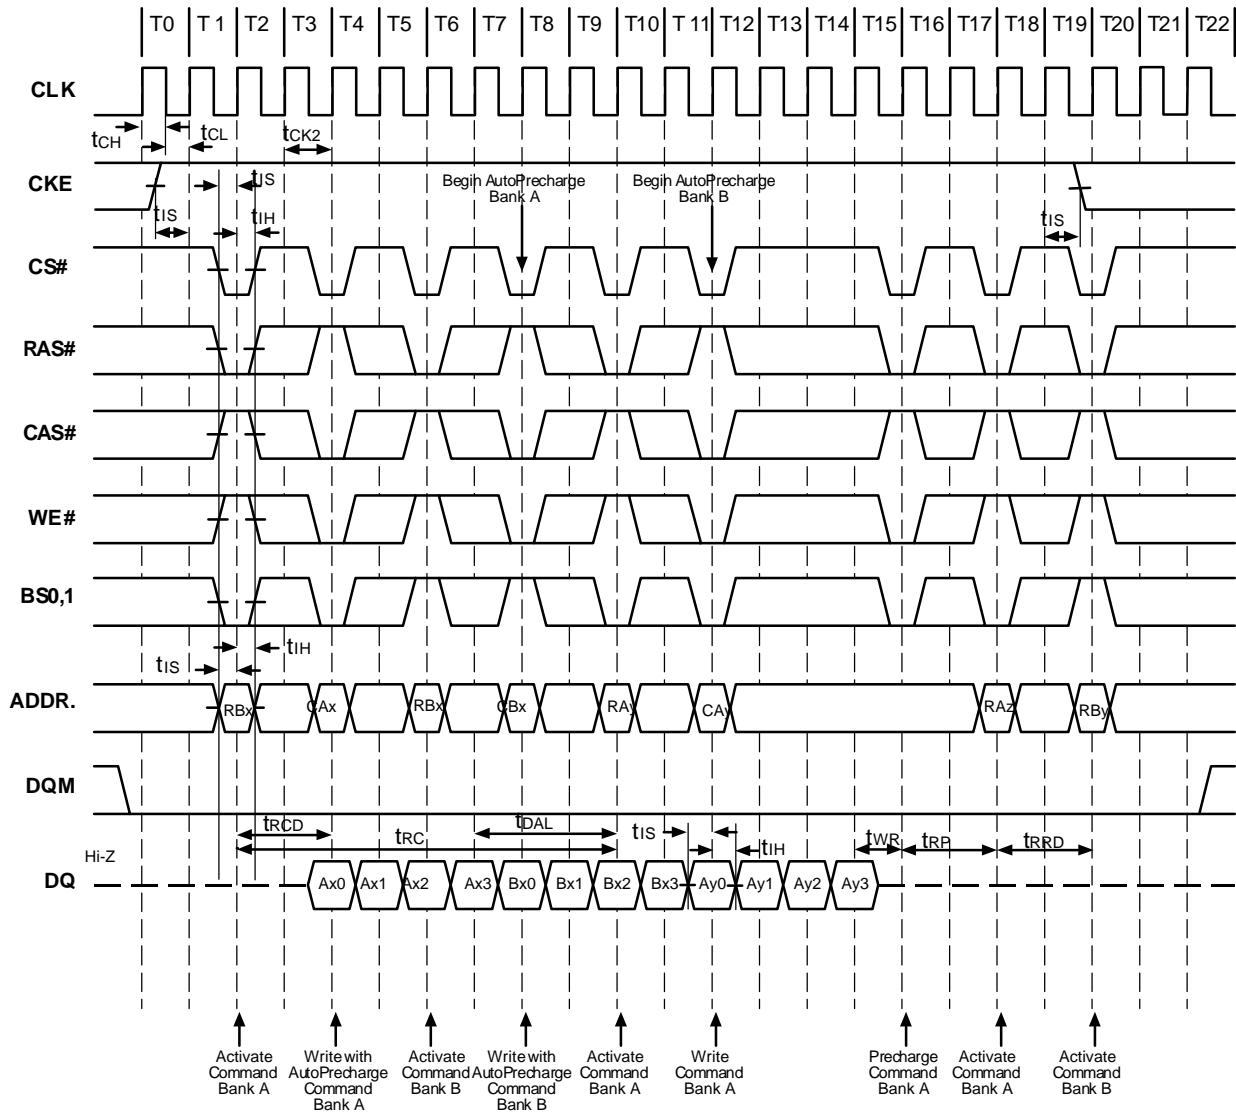 T0 T 1 T2 T3 T4 T5 T6 T7 T8 T9 T10 T 11 T12 T13 T14 T15 T16 T17 T18 T19 T20 T21 T22
CLK
tCH tCL tCK2
CKE
tIS
Begin AutoPrecharge
Bank A
Begin AutoPrecharge
Bank B
tIS tIH tIS
CS#
RAS#
CAS#
WE#
BS0,1
tIH
tIS
ADDR.
RBx CAx RBx CBx RAy CAy RAz RBy
DQM
tRCD tDAL tIS tWR tRP tRRD
tRC tIH
Hi-Z
DQ
Ax0 Ax1 Ax2 Ax3 Bx0 Bx1 Bx2 Bx3 Ay0 Ay1 Ay2 Ay3
Activate
Command
Bank A
Write with
AutoPrecharge
Command
Bank A
Activate
Command
Bank B
Write with
AutoPrecharge
Command
Bank B
Activate
Command
Bank A
Write
Command
Bank A
Precharge
Command
Bank A
Activate
Command
Bank A
Activate
Command
Bank B